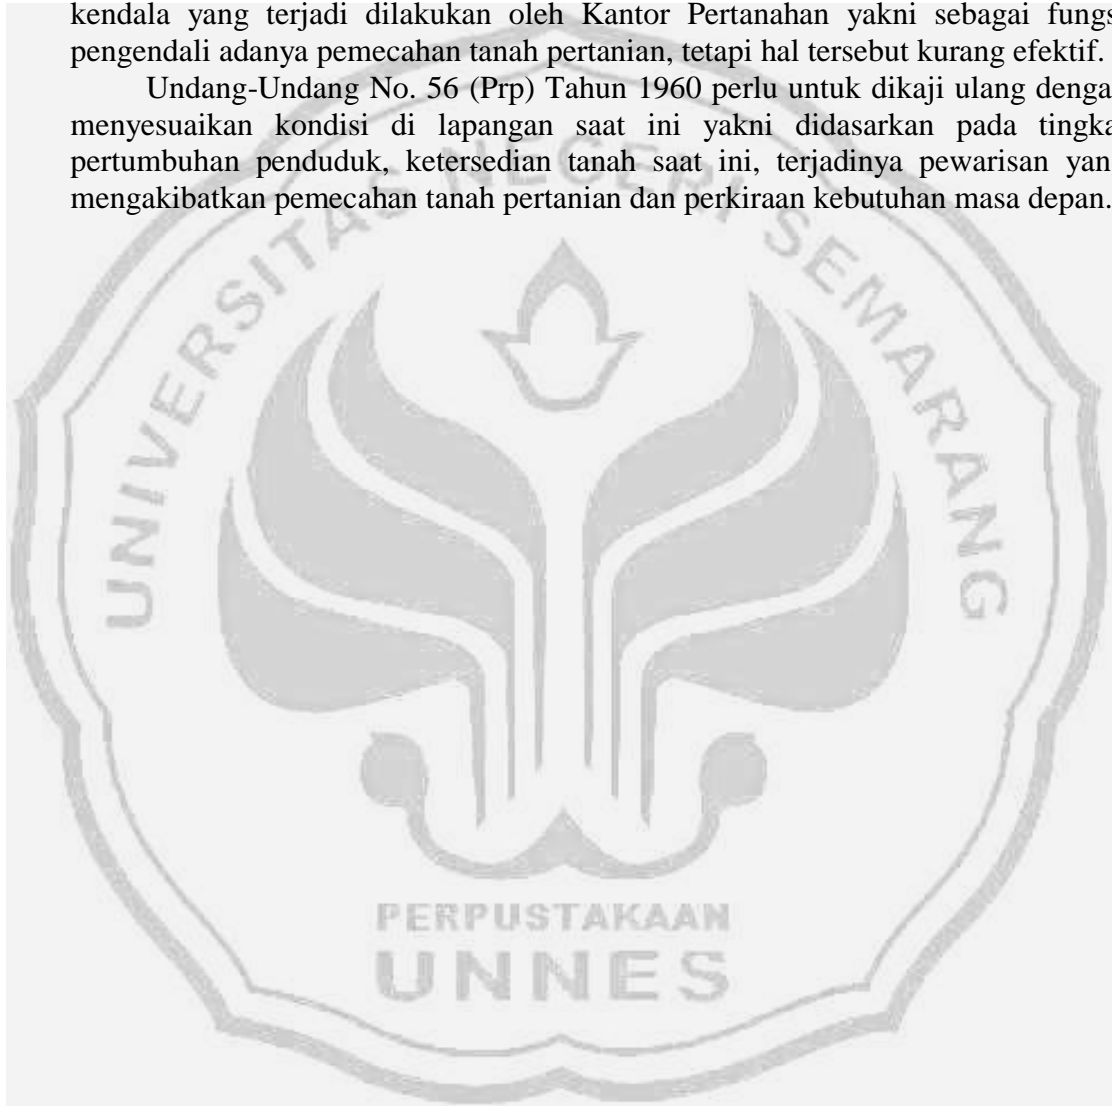 kendala yang terjadi dilakukan oleh Kantor Pertanahan yakni sebagai fungs
pengendali adanya pemecahan tanah pertanian, tetapi hal tersebut kurang efektif.
Undang-Undang No. 56 (Prp) Tahun 1960 perlu untuk dikaji ulang denga
menyesuaikan kondisi di lapangan saat ini yakni didasarkan pada tingka
pertumbuhan penduduk, ketersedian tanah saat ini, terjadinya pewarisan yan
mengakibatkan pemecahan tanah pertanian dan perkiraan kebutuhan masa depan.
UNIVERSITAS NEGERI SEMARANG
PERPUSTAKAAN
UNNES